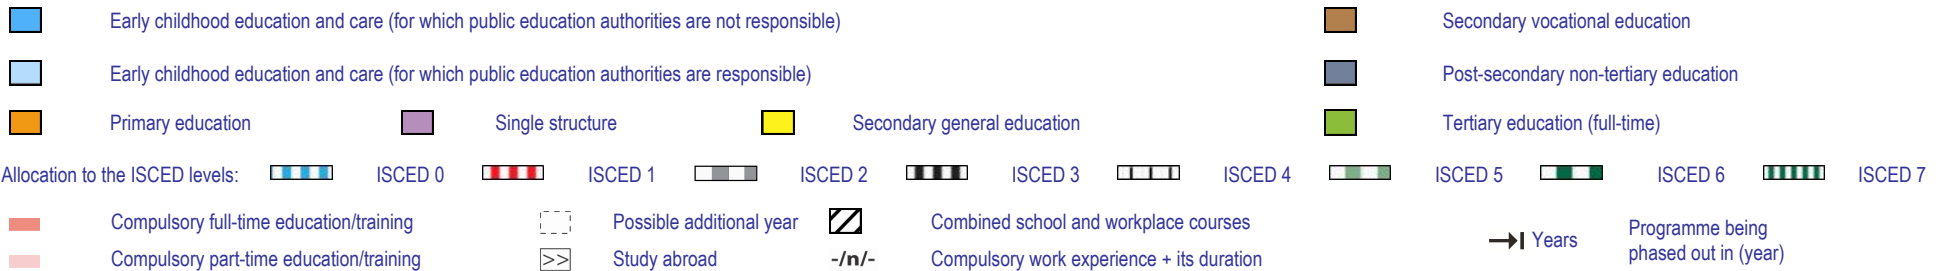 Early childhood education and care (for which public education authorities are not responsible)
Secondary vocational education
Early childhood education and care (for which public education authorities are responsible)
Post-secondary non-tertiary education
Primary education
Single structure
Secondary general education
Tertiary education (full-time)
Allocation to the ISCED levels: ISCED 0 ISCED 1 ISCED 2 ISCED 3 ISCED 4 ISCED 5 ISCED 6 ISCED 7
Compulsory full-time education/training
Possible additional year
Combined school and workplace courses
Years
Programme being
phased out in (year)
Compulsory part-time education/training
>> Study abroad
-/n/- Compulsory work experience + its duration